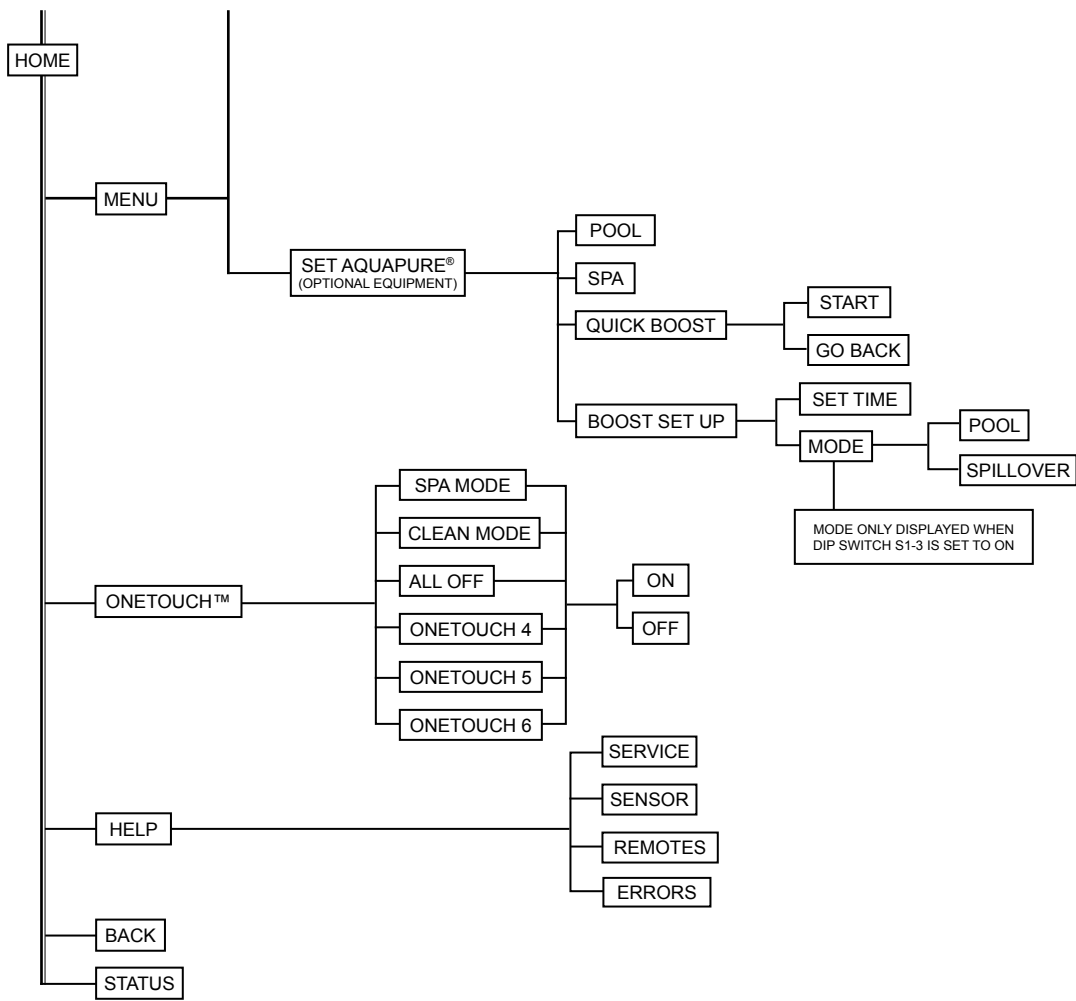 HOME
MENU
SET AQUAPURE®
(OPTIONAL EQUIPMENT)
POOL
SPA
QUICK BOOST
START
GO BACK
BOOST SET UP
SET TIME
MODE
POOL
SPILLOVER
MODE ONLY DISPLAYED WHEN
DIP SWITCH S1-3 IS SET TO ON
ONETOUCH™
SPA MODE
CLEAN MODE
ALL OFF
ONETOUCH 4
ONETOUCH 5
ONETOUCH 6
ON
OFF
HELP
SERVICE
SENSOR
REMOTES
ERRORS
BACK
STATUS